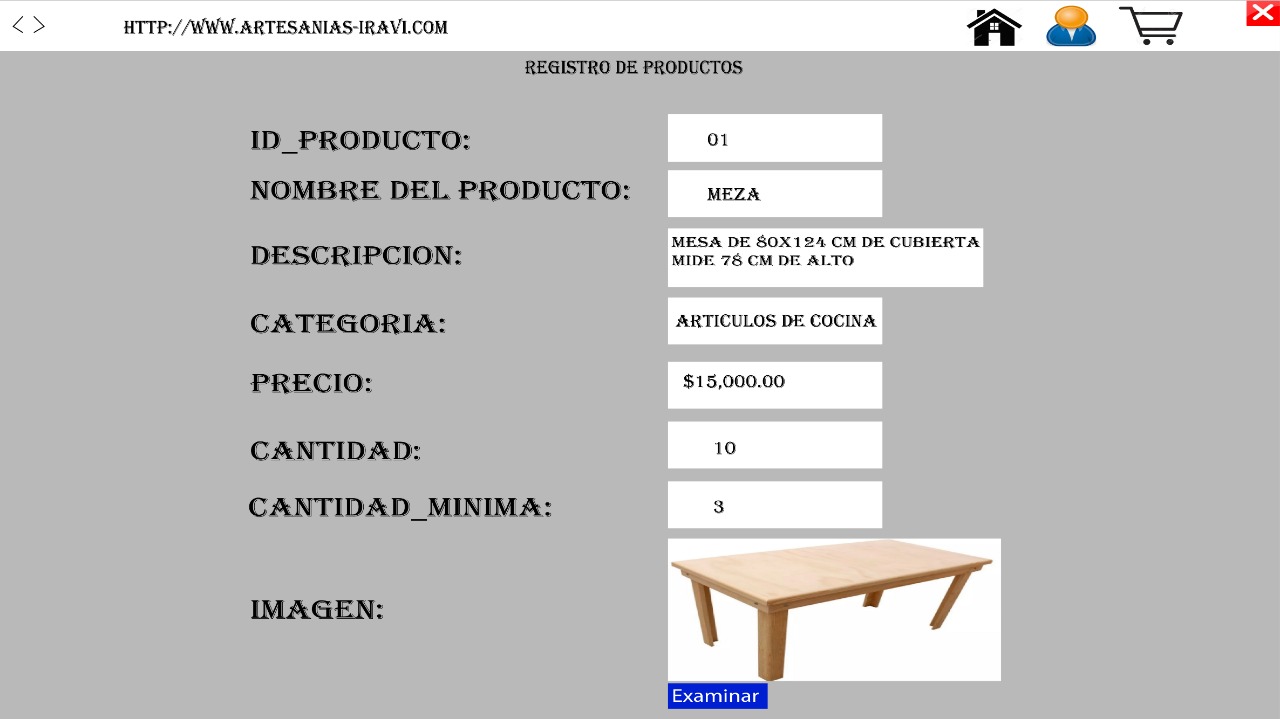 HTTP://WWW.ARTESANIAS-IRAVI.COM
REGISTRO DE PRODUCTOS
ID_PRODUCTO:
01
NOMBRE DEL PRODUCTO:
MEZA
DESCRIPCION:
MESA DE 80X124 CM DE CUBIERTA
MIDE 78 CM DE ALTO
CATEGORIA:
ARTICULOS DE COCINA
PRECIO:
$15,000.00
CANTIDAD:
10
CANTIDAD_MINIMA:
3
IMAGEN:
Examinar